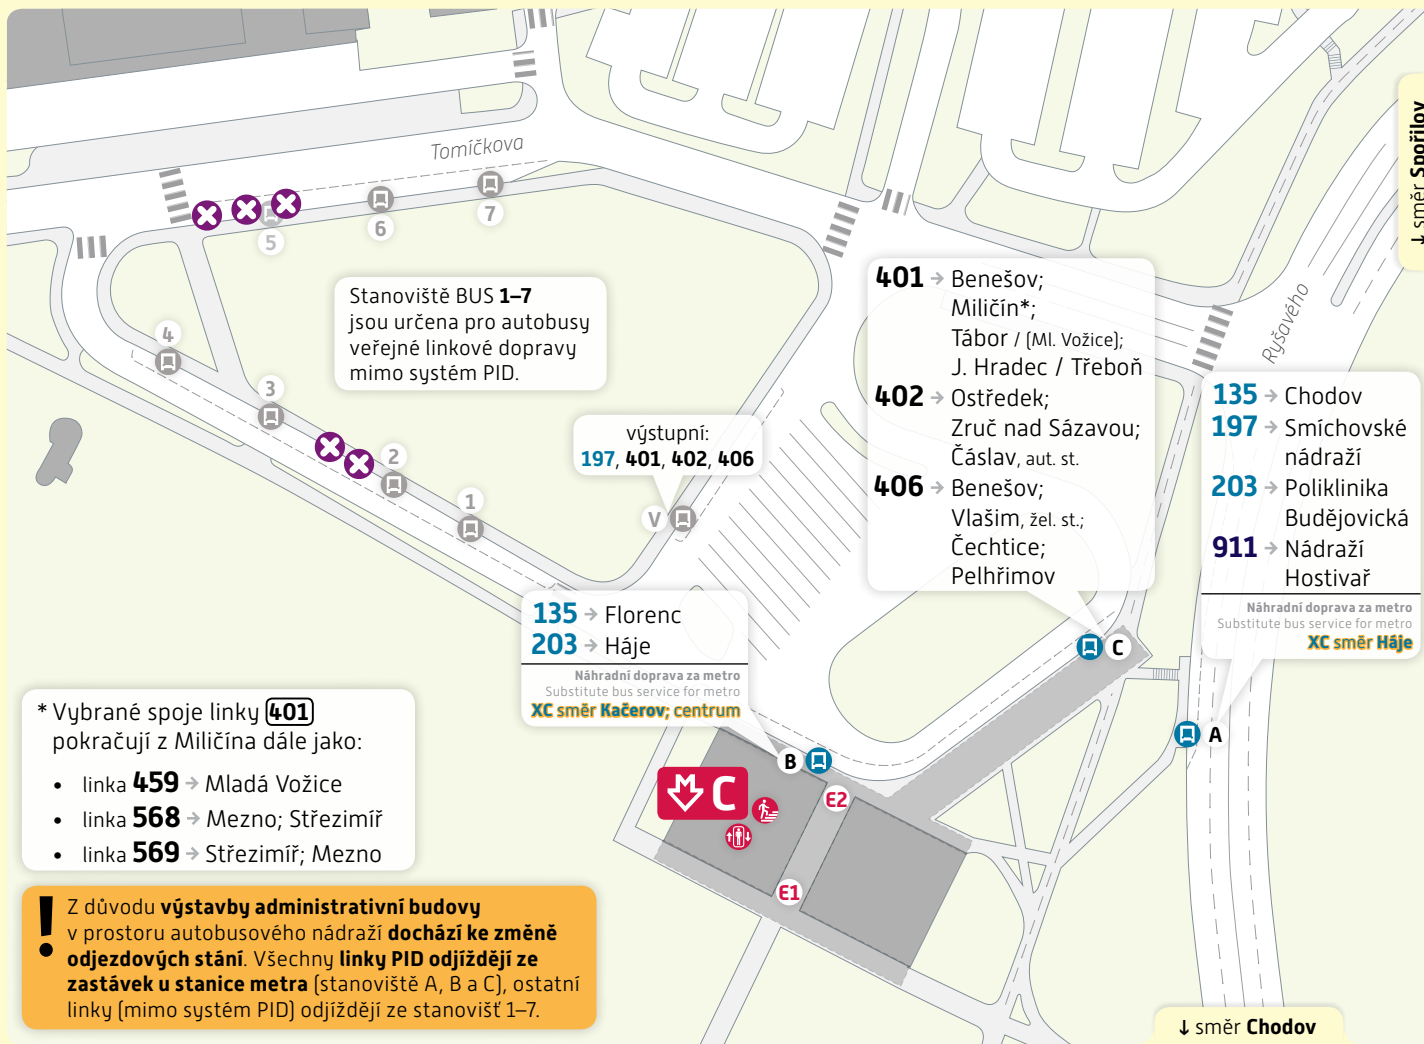 Tomíčkova
↓ směr Spořilov
5
6
7
4
3
2
1
Stanoviště BUS 1–7
jsou určena pro autobusy
veřejné linkové dopravy
mimo systém PID.
výstupní:
197, 401, 402, 406
V
401 → Benešov;
Miličín*;
Tábor / (Ml. Vožice);
J. Hradec / Třeboň
402 → Ostředek;
Zruč nad Sázavou;
Čáslav, aut. st.
406 → Benešov;
Vlašim, žel. st.;
Čechtice;
Pelhřimov
C
Ryšavého
135 → Chodov
197 → Smíchovské
nádraží
203 → Poliklinika
Budějovická
911 → Nádraží
Hostivař
Náhradní doprava za metro
Substitute bus service for metro
XC směr Háje
A
135 → Florenc
203 → Háje
Náhradní doprava za metro
Substitute bus service for metro
XC směr Kačerov; centrum
B
M C
E2
E1
* Vybrané spoje linky 401
pokračují z Miličína dále jako:
• linka 459 → Mladá Vožice
• linka 568 → Mezno; Střezimíř
• linka 569 → Střezimíř; Mezno
! Z důvodu výstavby administrativní budovy
v prostoru autobusového nádraží dochází ke změně
odjezdových stání. Všechny linky PID odjíždějí ze
zastávek u stanice metra (stanoviště A, B a C), ostatní
linky (mimo systém PID) odjíždějí ze stanovišť 1–7.
↓ směr Chodov